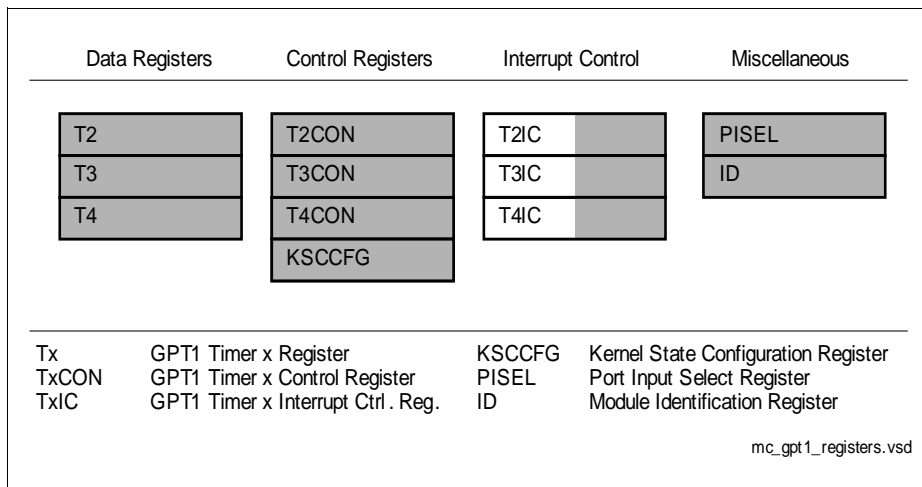 Data Registers Control Registers Interrupt Control Miscellaneous
T2 T2CON T2IC PISEL
T3 T3CON T3IC ID
T4 T4CON T4IC
KSCCFG
Tx GPT1 Timer x Register KSCCFG Kernel State Configuration Register
TxCON GPT1 Timer x Control Register PISEL Port Input Select Register
TxIC GPT1 Timer x Interrupt Ctrl. Reg. ID Module Identification Register
mc_gpt1_registers.vsd